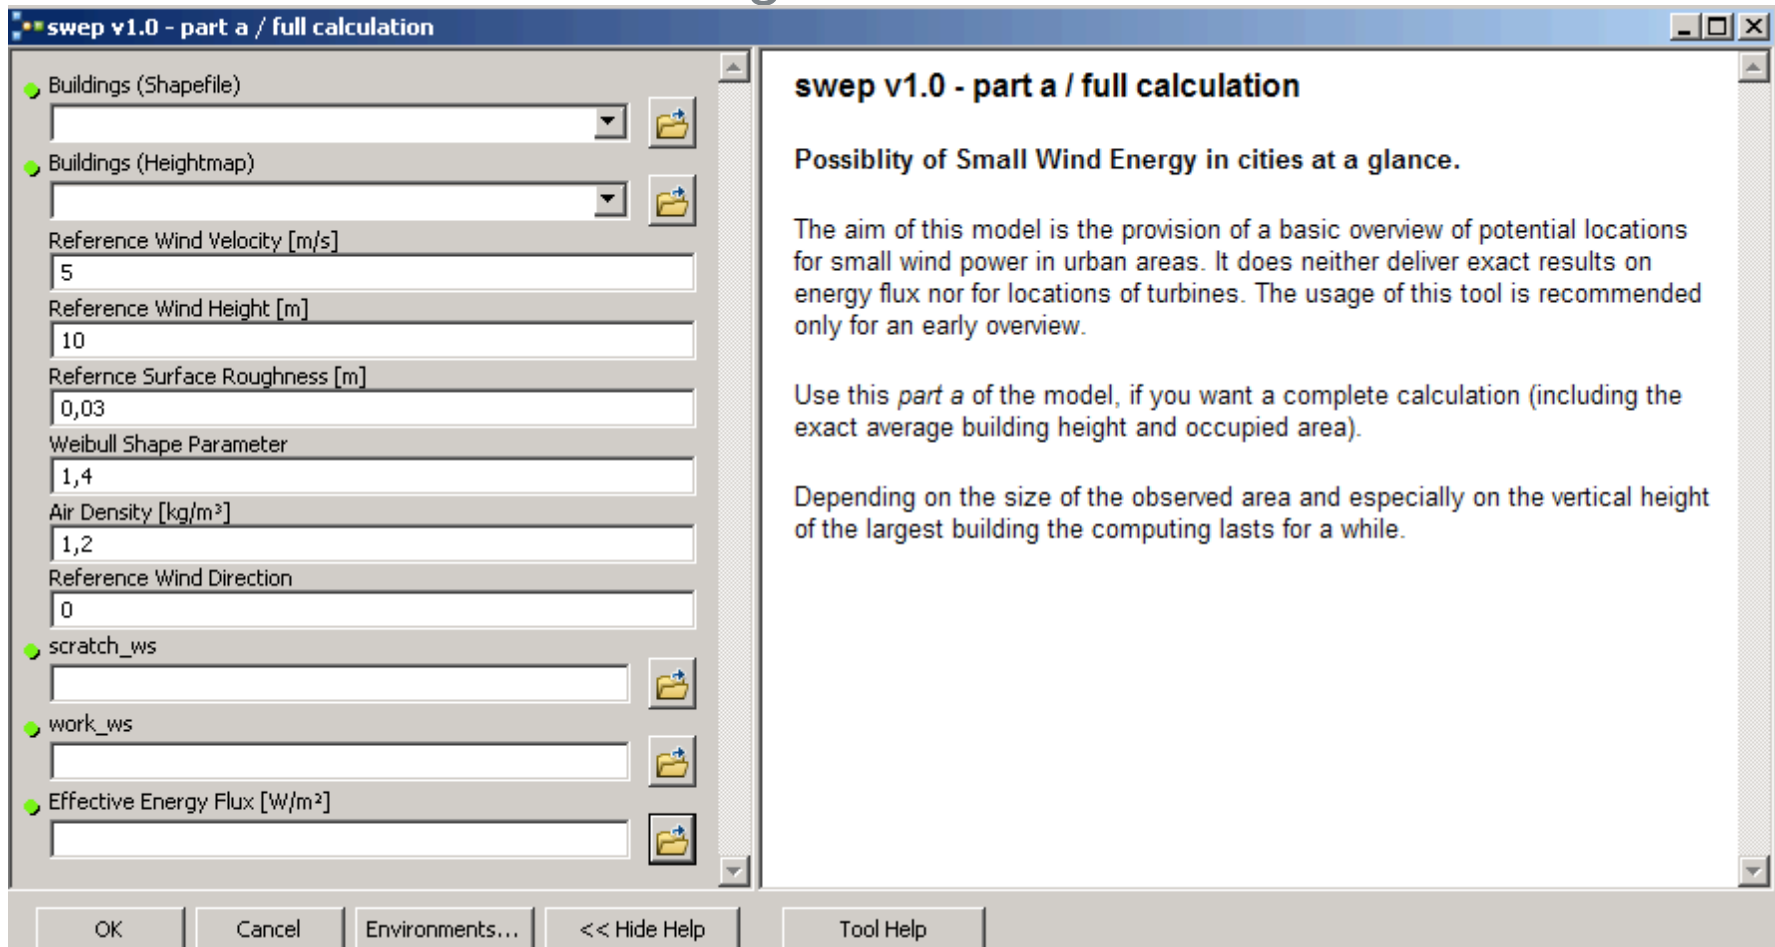 swep v1.0 - part a / full calculation
Buildings (Shapefile)
Buildings (Heightmap)
Reference Wind Velocity [m/s]
5
Reference Wind Height [m]
10
Refernce Surface Roughness [m]
0,03
Weibull Shape Parameter
1,4
Air Density [kg/m³]
1,2
Reference Wind Direction
0
scratch_ws
work_ws
Effective Energy Flux [W/m²]
swep v1.0 - part a / full calculation
Possiblity of Small Wind Energy in cities at a glance.
The aim of this model is the provision of a basic overview of potential locations
for small wind power in urban areas. It does neither deliver exact results on
energy flux nor for locations of turbines. The usage of this tool is recommended
only for an early overview.
Use this part a of the model, if you want a complete calculation (including the
exact average building height and occupied area).
Depending on the size of the observed area and especially on the vertical height
of the largest building the computing lasts for a while.
OK Cancel Environments... << Hide Help Tool Help